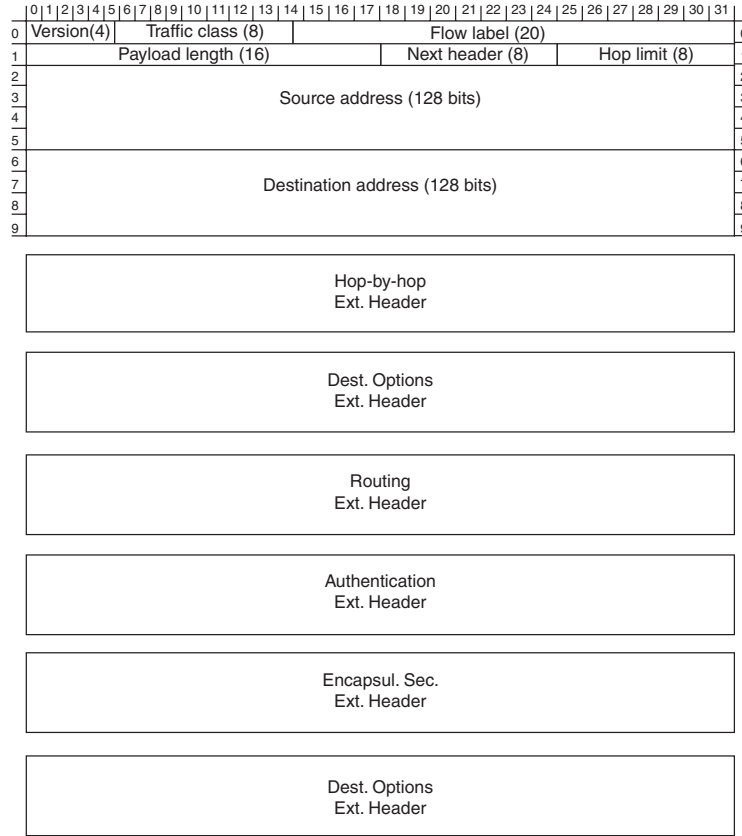 0 1 2 3 4 5 6 7 8 9 10 11 12 13 14 15 16 17 18 19 20 21 22 23 24 25 26 27 28 29 30 31
0 Version(4) Traffic class (8) Flow label (20)
1 Payload length (16) Next header (8) Hop limit (8)
2
3 Source address (128 bits)
4
5
6
7 Destination address (128 bits)
8
9
Hop-by-hop
Ext. Header
Dest. Options
Ext. Header
Routing
Ext. Header
Authentication
Ext. Header
Encapsul. Sec.
Ext. Header
Dest. Options
Ext. Header